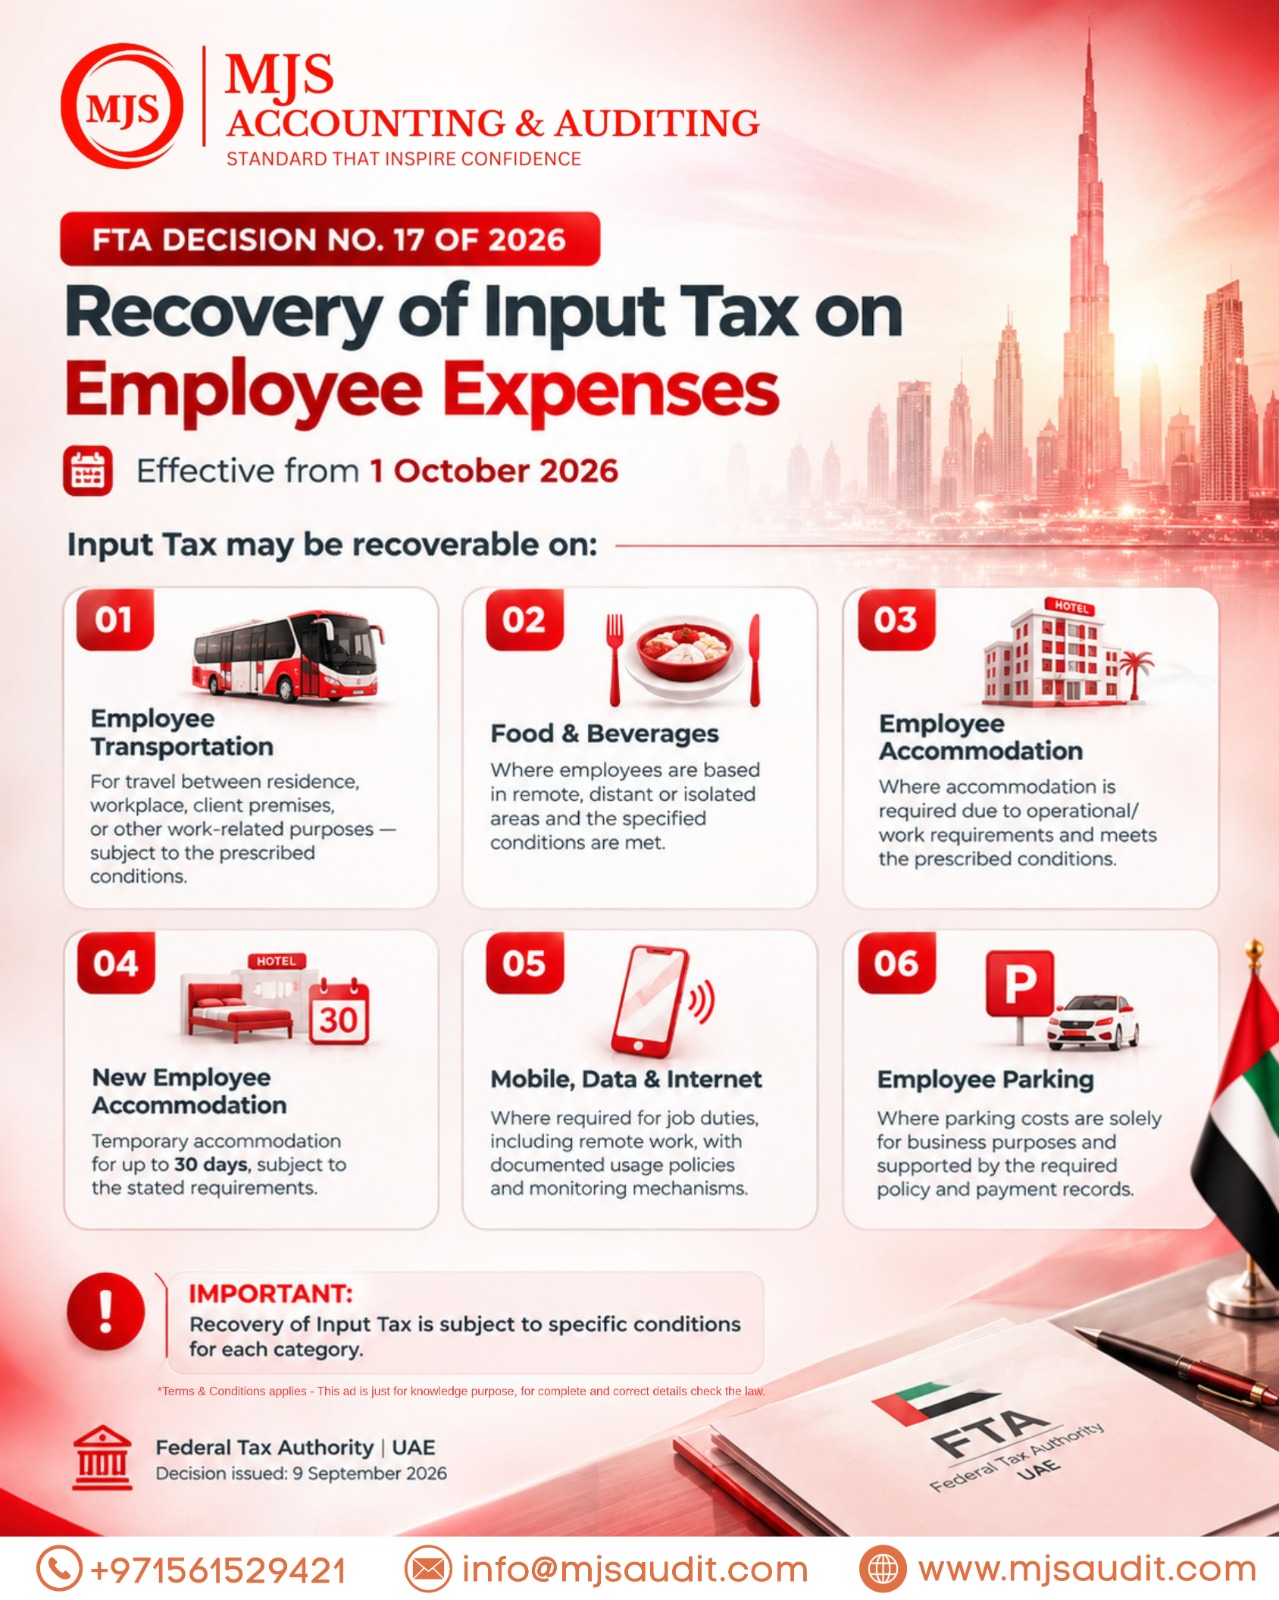 MJS
MJS
ACCOUNTING & AUDITING
STANDARD THAT INSPIRE CONFIDENCE
FTA DECISION NO. 17 OF 2026
Recovery of Input Tax on
Employee Expenses
Effective from 1 October 2026
Input Tax may be recoverable on:
01
Employee
Transportation
For travel between residence,
workplace, client premises,
or other work-related purposes —
subject to the prescribed
conditions.
02
Food & Beverages
Where employees are based
in remote, distant or isolated
areas and the specified
conditions are met.
03
HOTEL
Employee
Accommodation
Where accommodation is
required due to operational/
work requirements and meets
the prescribed conditions.
04
HOTEL
30
New Employee
Accommodation
Temporary accommodation
for up to 30 days, subject to
the stated requirements.
05
Mobile, Data & Internet
Where required for job duties,
including remote work, with
documented usage policies
and monitoring mechanisms.
06
P
Employee Parking
Where parking costs are solely
for business purposes and
supported by the required
policy and payment records.
!
IMPORTANT:
Recovery of Input Tax is subject to specific conditions
for each category.
*Terms & Conditions applies - This ad is just for knowledge purpose, for complete and correct details check the law.
Federal Tax Authority | UAE
Decision issued: 9 September 2026
FTA
Federal Tax Authority
UAE
+971561529421
info@mjsaudit.com
www.mjsaudit.com